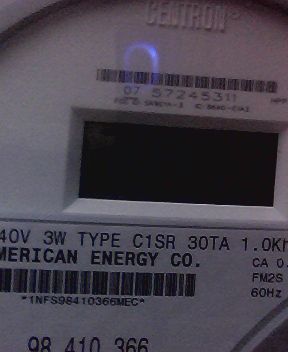 CENTRON®
07 57245311
40V 3W TYPE C1SR 30TA 1.0Kh
MERICAN ENERGY CO.
CA 0.
FM2S
*1NFS98410366MEC*
60Hz
98 410 366